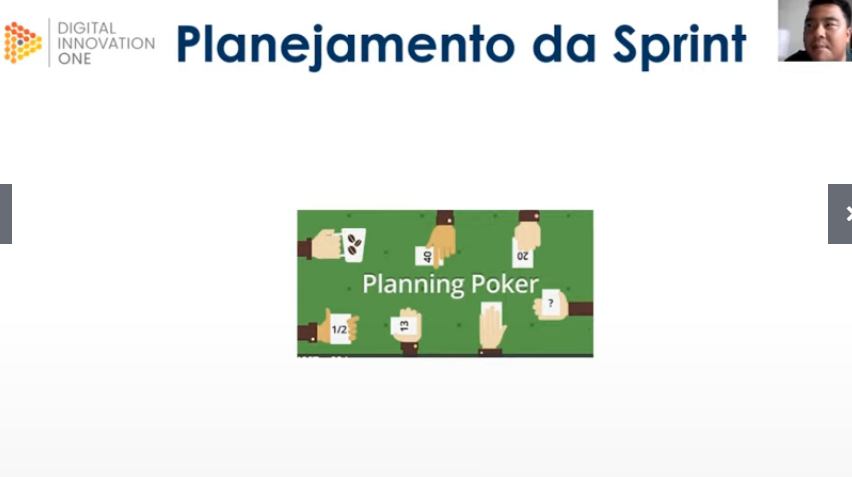 DIGITAL
INNOVATION
ONE
Planejamento da Sprint
40
20
Planning Poker
?
1/2
13